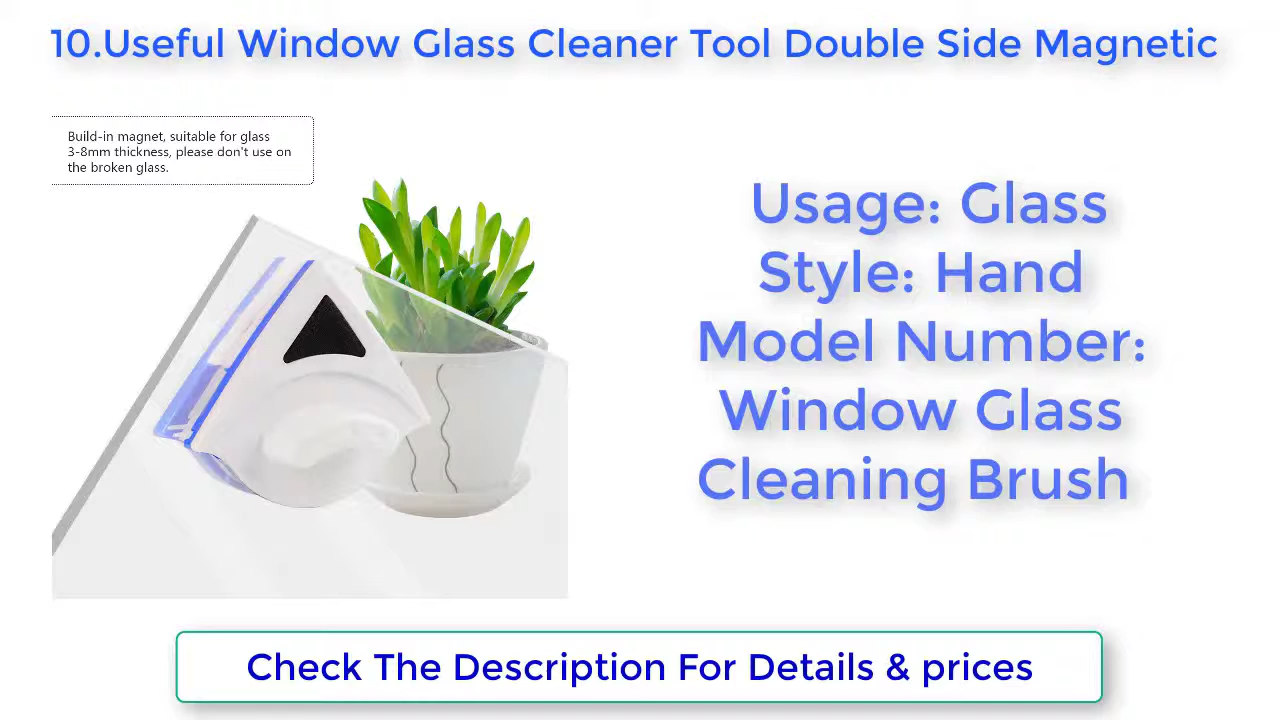 10.Useful Window Glass Cleaner Tool Double Side Magnetic
Build-in magnet, suitable for glass
3-8mm thickness, please don't use on
the broken glass.
Usage: Glass
Style: Hand
Model Number:
Window Glass
Cleaning Brush
Check The Description For Details & prices